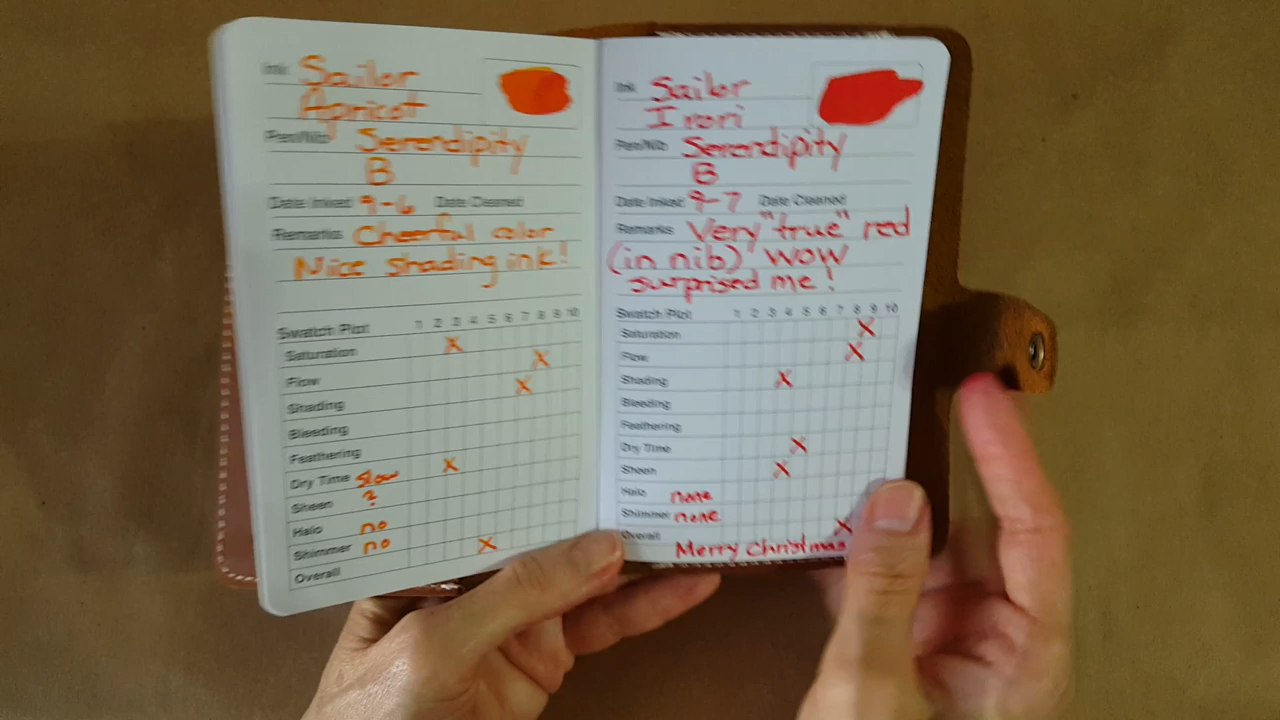 Ink Sailor
Apricot
Pen/Nib Serendipity
B
Date Inked 9-6 Date Cleaned
Remarks Cheerful color
Nice shading ink!
Swatch Plot 1 2 3 4 5 6 7 8 9 10
Saturation X
Flow X
Shading X
Bleeding
Feathering
Dry Time Slow X
Sheen ?
Halo no
Shimmer no
Overall X
Ink Sailor
Irori
Pen/Nib Serendipity
B
Date Inked 9-7 Date Cleaned
Remarks Very "true" red
(in nib) WOW
surprised me!
Swatch Plot 1 2 3 4 5 6 7 8 9 10
Saturation X
Flow X
Shading X
Bleeding
Feathering
Dry Time X
Sheen X
Halo none
Shimmer none
Overall X
Merry Christmas